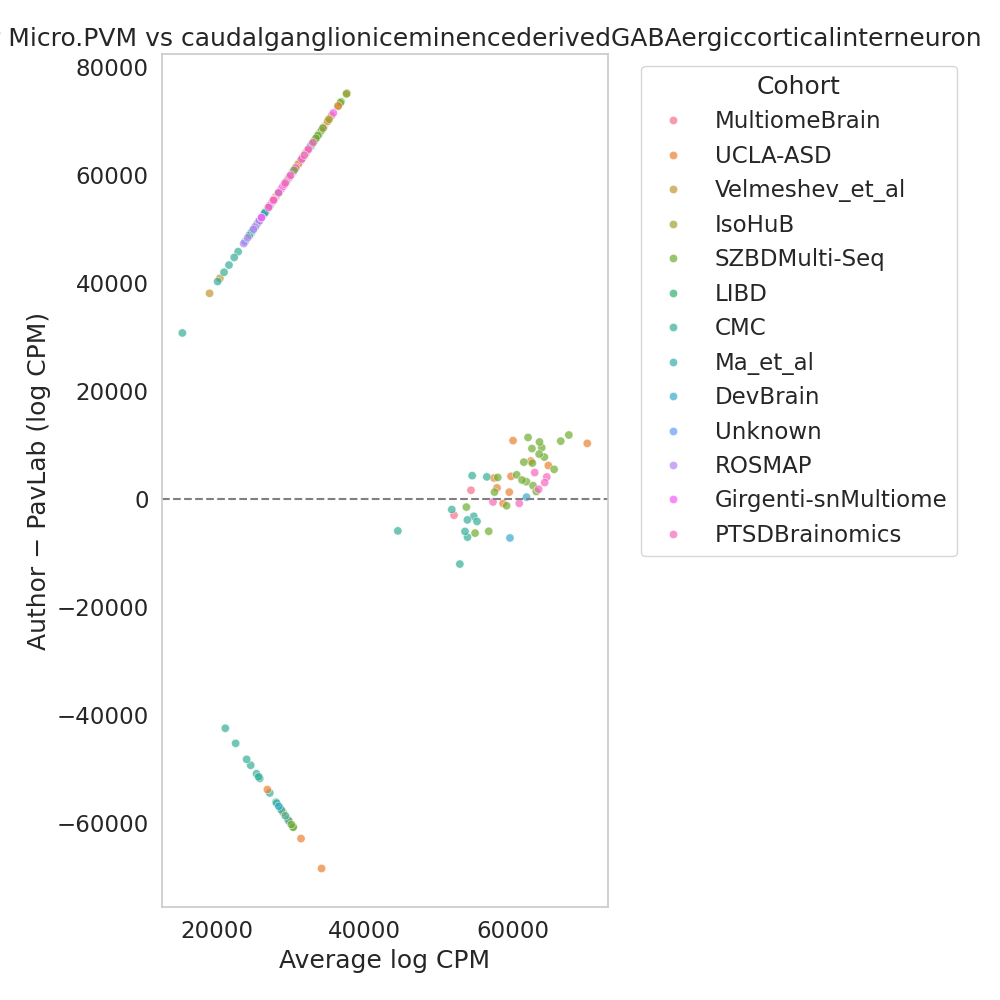 Micro.PVM vs caudalganglioniceminencederivedGABAergiccorticalinterneuron
80000
60000
40000
20000
0
−20000
−40000
−60000
Author − PavLab (log CPM)
20000 40000 60000
Average log CPM
Cohort
MultiomeBrain
UCLA-ASD
Velmeshev_et_al
IsoHuB
SZBDMulti-Seq
LIBD
CMC
Ma_et_al
DevBrain
Unknown
ROSMAP
Girgenti-snMultiome
PTSDBrainomics